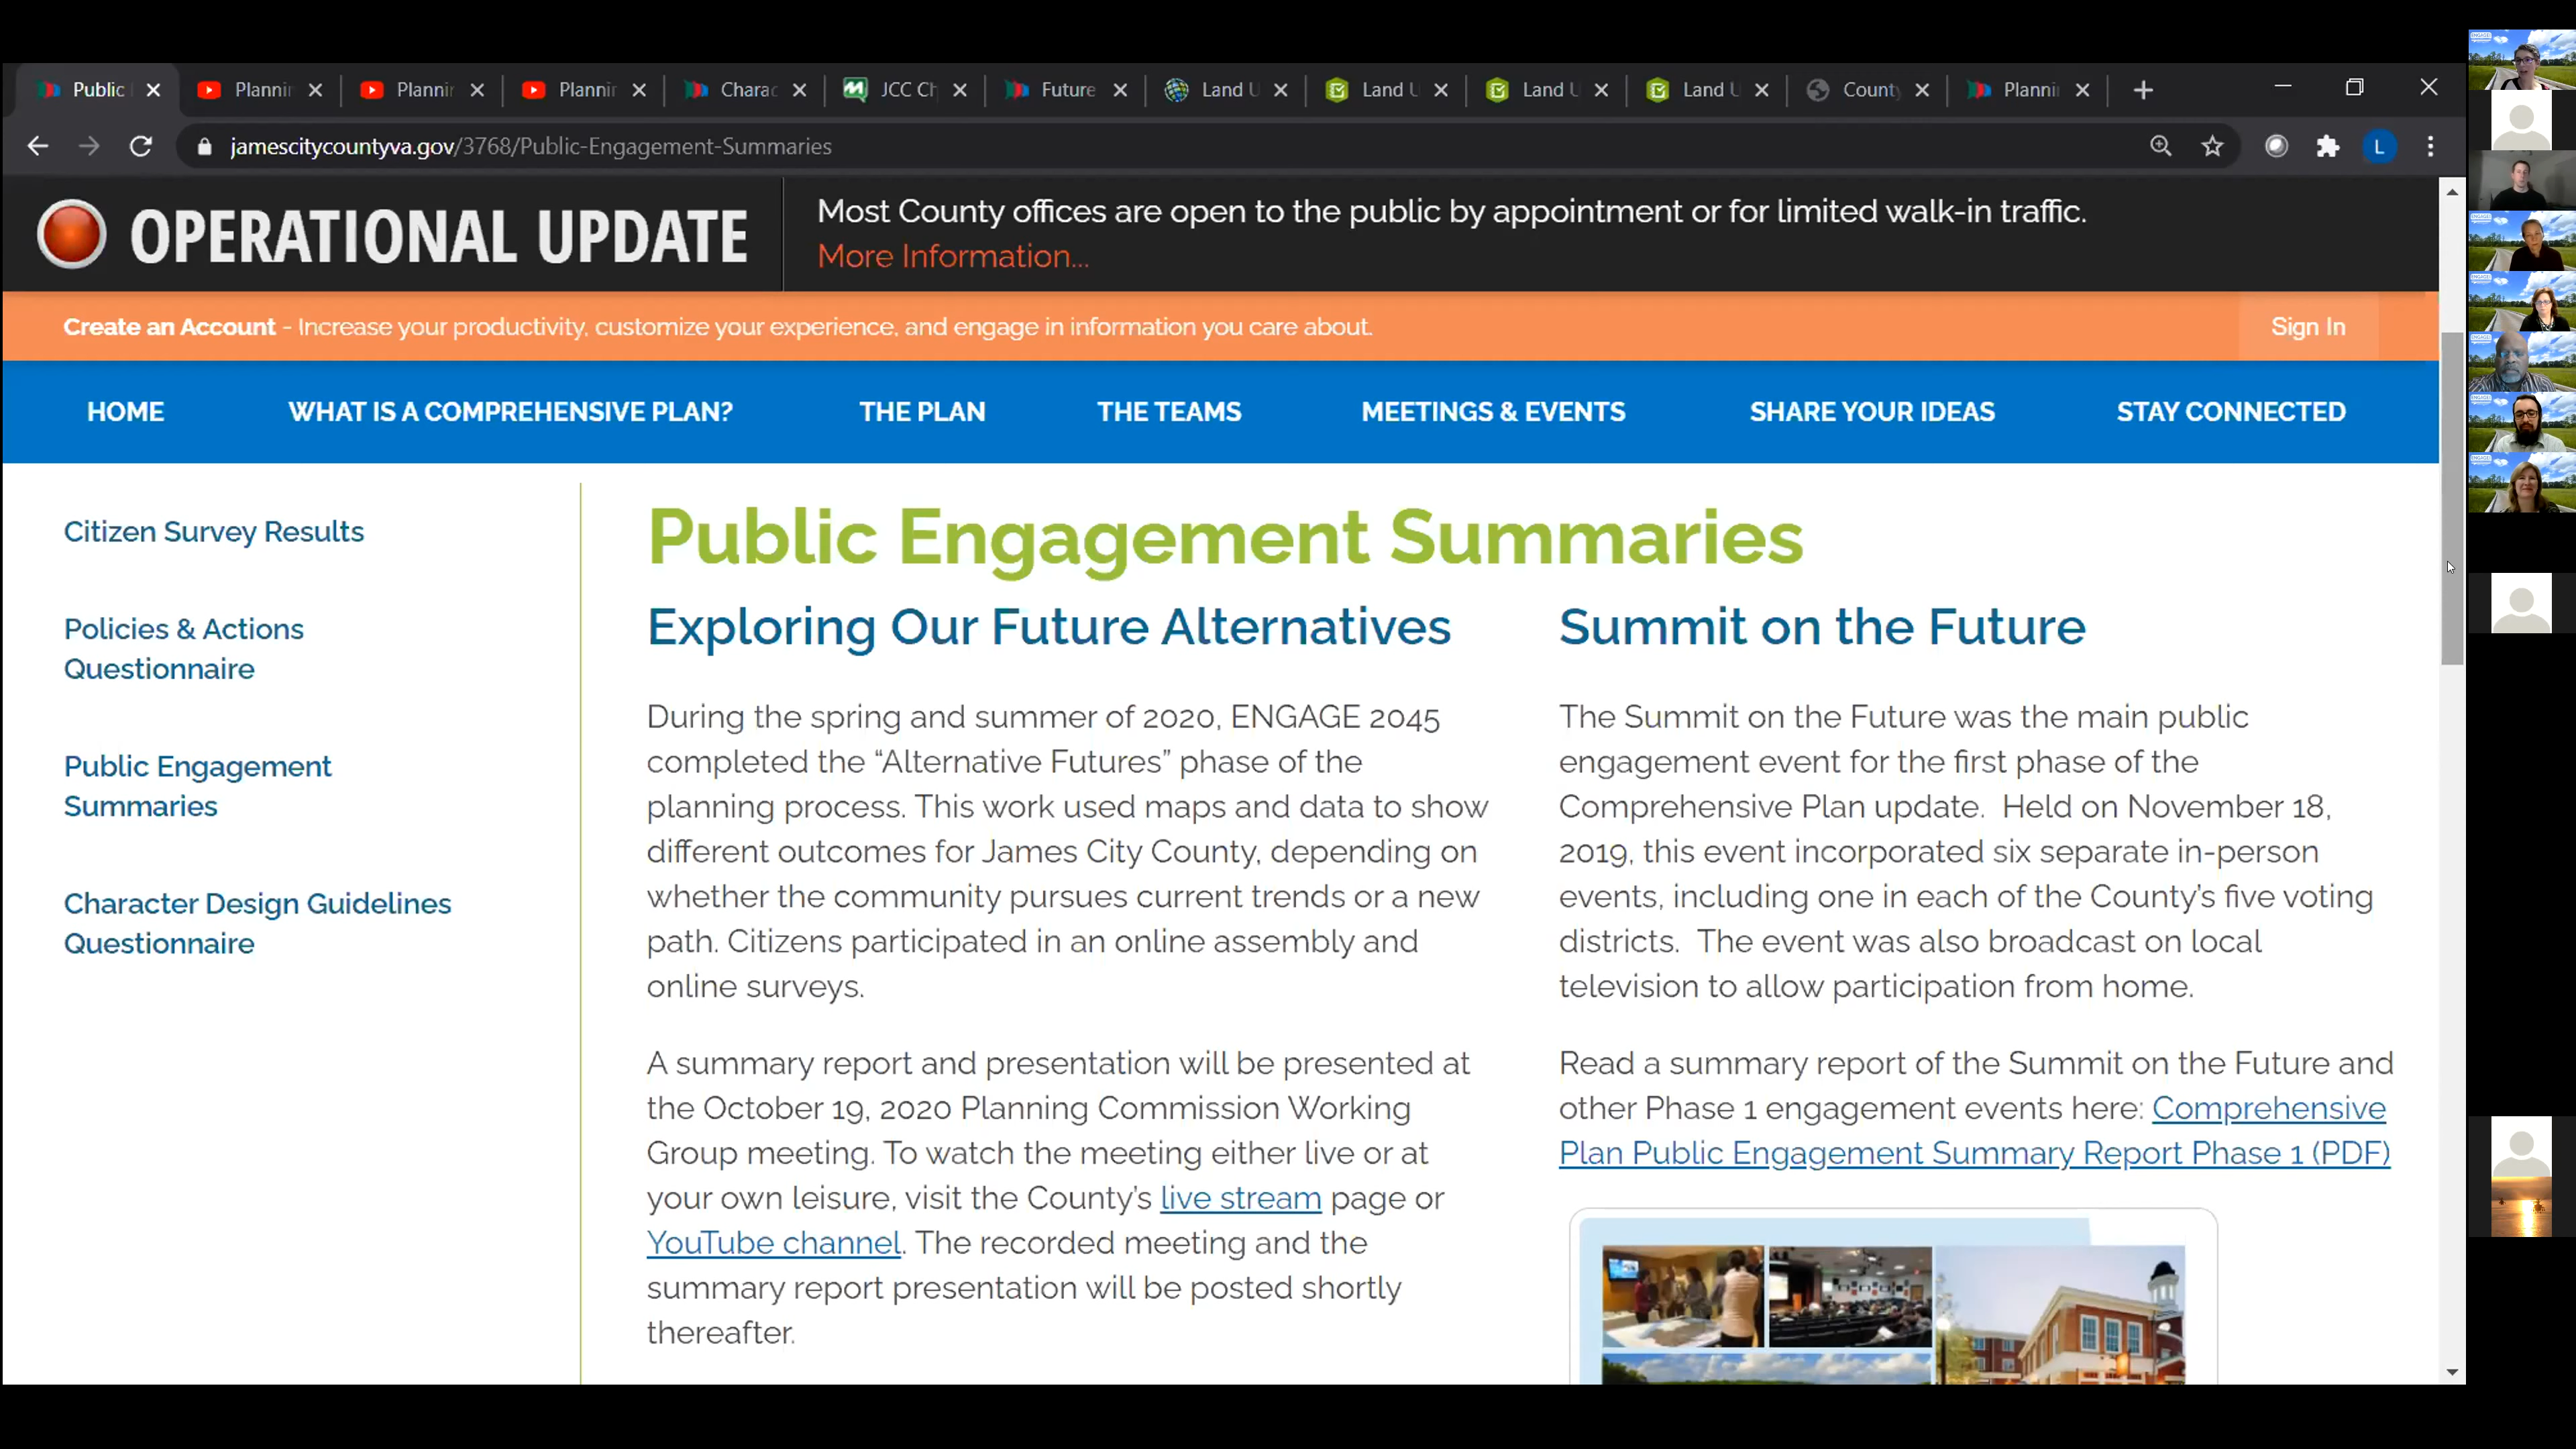 Public
Plannin
Plannin
Plannin
Charac
JCC Ch
Future
Land U
Land U
Land U
Land U
County
Plannin
jamescitycountyva.gov/3768/Public-Engagement-Summaries
L
OPERATIONAL UPDATE
Most County offices are open to the public by appointment or for limited walk-in traffic.
More Information...
Create an Account - Increase your productivity, customize your experience, and engage in information you care about.
Sign In
HOME
WHAT IS A COMPREHENSIVE PLAN?
THE PLAN
THE TEAMS
MEETINGS & EVENTS
SHARE YOUR IDEAS
STAY CONNECTED
Citizen Survey Results
Policies & Actions
Questionnaire
Public Engagement
Summaries
Character Design Guidelines
Questionnaire
Public Engagement Summaries
Exploring Our Future Alternatives
During the spring and summer of 2020, ENGAGE 2045
completed the “Alternative Futures” phase of the
planning process. This work used maps and data to show
different outcomes for James City County, depending on
whether the community pursues current trends or a new
path. Citizens participated in an online assembly and
online surveys.
A summary report and presentation will be presented at
the October 19, 2020 Planning Commission Working
Group meeting. To watch the meeting either live or at
your own leisure, visit the County’s live stream page or
YouTube channel. The recorded meeting and the
summary report presentation will be posted shortly
thereafter.
Summit on the Future
The Summit on the Future was the main public
engagement event for the first phase of the
Comprehensive Plan update. Held on November 18,
2019, this event incorporated six separate in-person
events, including one in each of the County’s five voting
districts. The event was also broadcast on local
television to allow participation from home.
Read a summary report of the Summit on the Future and
other Phase 1 engagement events here: Comprehensive
Plan Public Engagement Summary Report Phase 1 (PDF)